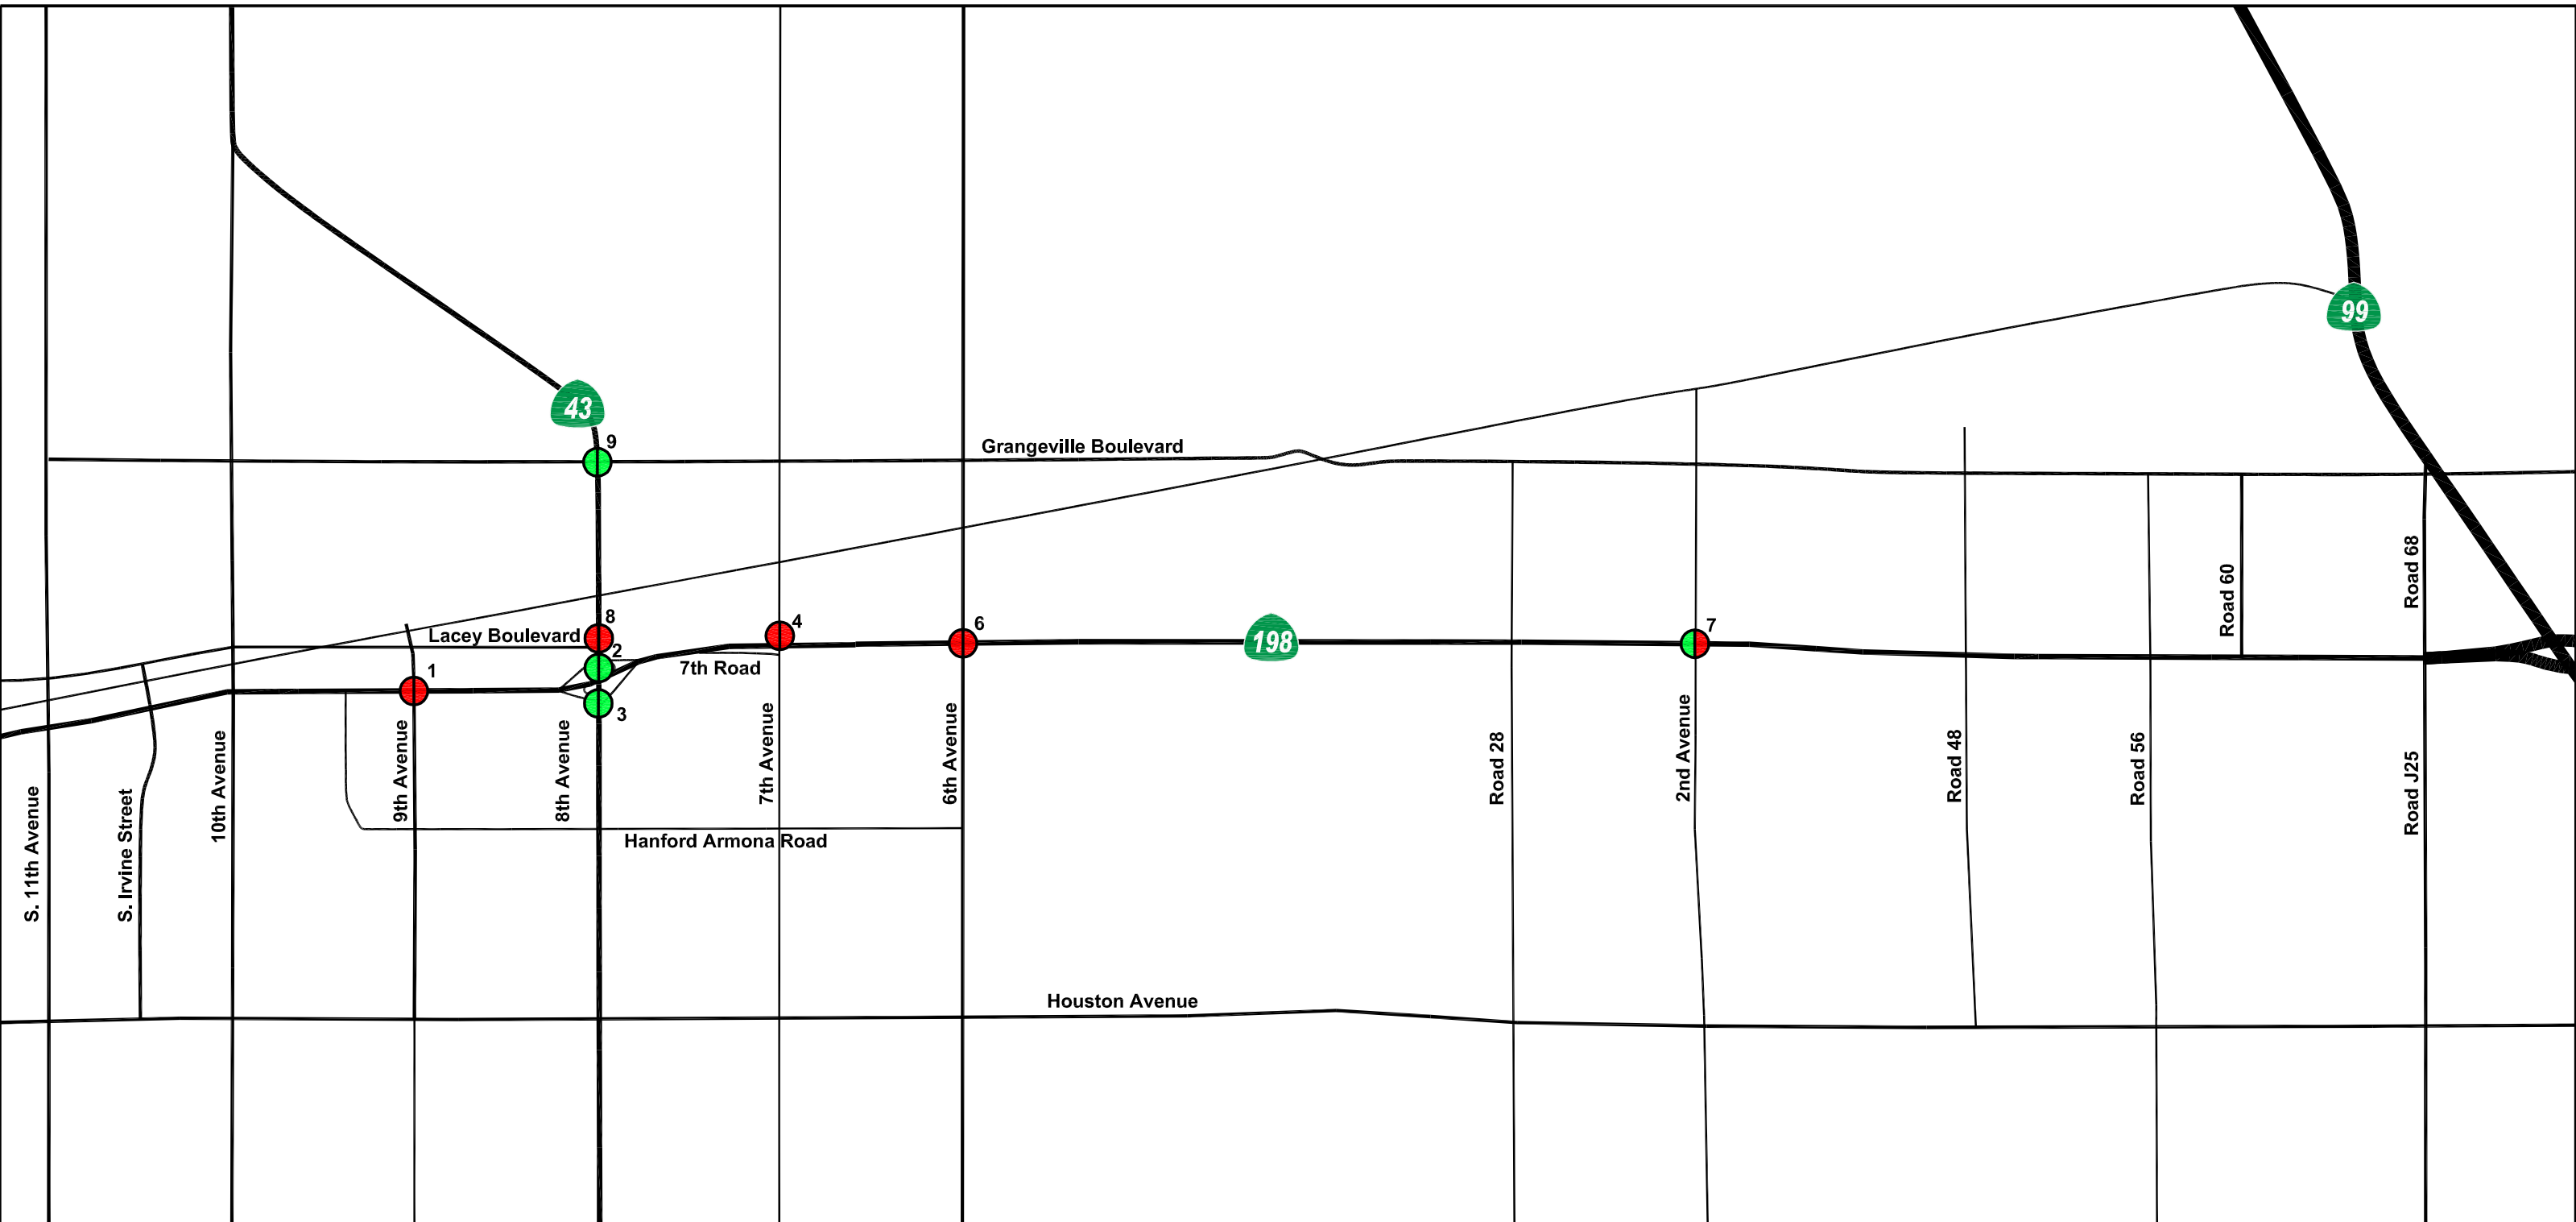 99
43
9
Grangeville Boulevard
Road 68
Road 60
8
4
6
7
Lacey Boulevard
198
2
7th Road
1
3
S. 11th Avenue
S. Irvine Street
10th Avenue
9th Avenue
8th Avenue
7th Avenue
6th Avenue
Road 28
2nd Avenue
Road 48
Road 56
Road J25
Hanford Armona Road
Houston Avenue